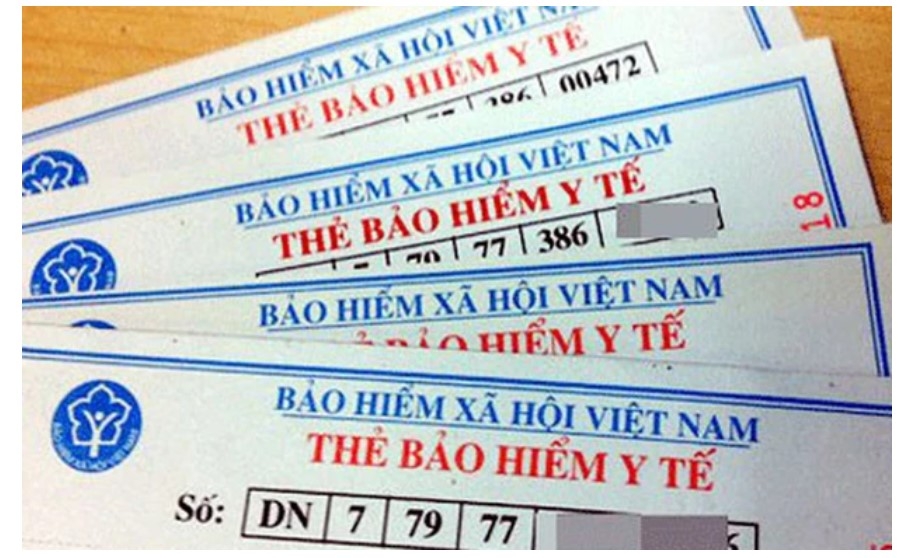 BẢO HIỂM XÃ HỘI VIỆT
THẺ BẢO HIỂM Y TẾ
386 00472
BẢO HIỂM XÃ HỘI VIỆT NAM
THẺ BẢO HIỂM Y TẾ
70 77 386
18
BẢO HIỂM XÃ HỘI VIỆT NAM
BẢO HIỂM Y TẾ
BẢO HIỂM XÃ HỘI VIỆT NAM
THẺ BẢO HIỂM Y TẾ
Số: DN 7 79 77